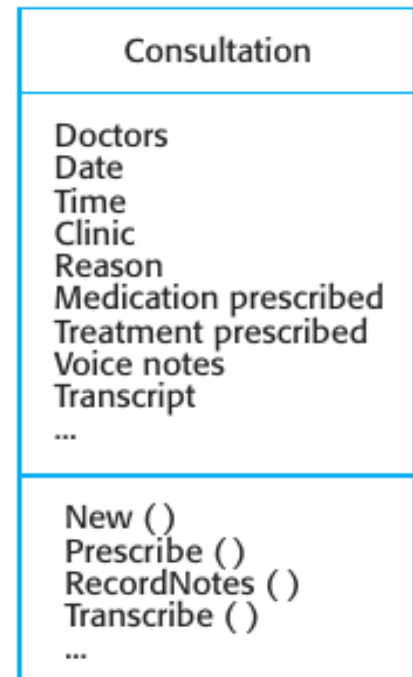 Consultation
Doctors
Date
Time
Clinic
Reason
Medication prescribed
Treatment prescribed
Voice notes
Transcript
...
New ( )
Prescribe ( )
RecordNotes ( )
Transcribe ( )
...